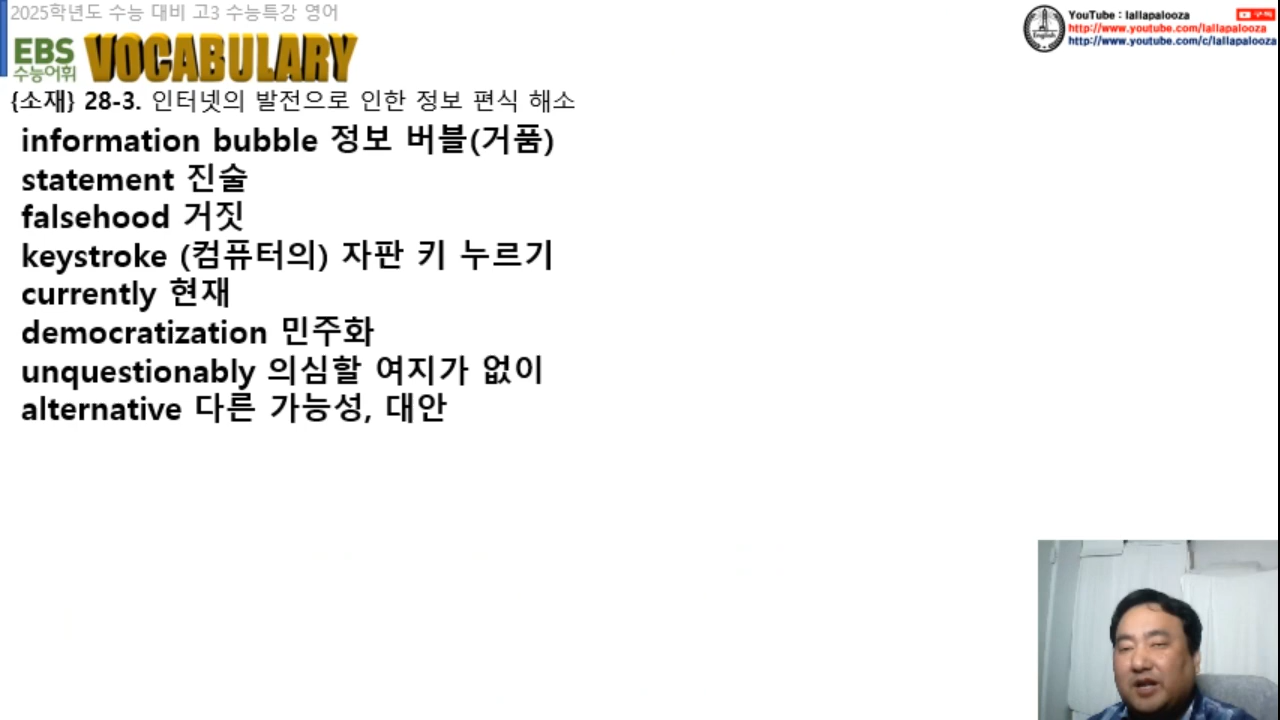 2025학년도 수능 대비 고3 수능특강 영어
EBS 수능어휘 VOCABULARY
YouTube : lallapalooza 구독
http://www.youtube.com/lallapalooza
http://www.youtube.com/c/lallapalooza
English
{소재} 28-3. 인터넷의 발전으로 인한 정보 편식 해소
information bubble 정보 버블(거품)
statement 진술
falsehood 거짓
keystroke (컴퓨터의) 자판 키 누르기
currently 현재
democratization 민주화
unquestionably 의심할 여지가 없이
alternative 다른 가능성, 대안